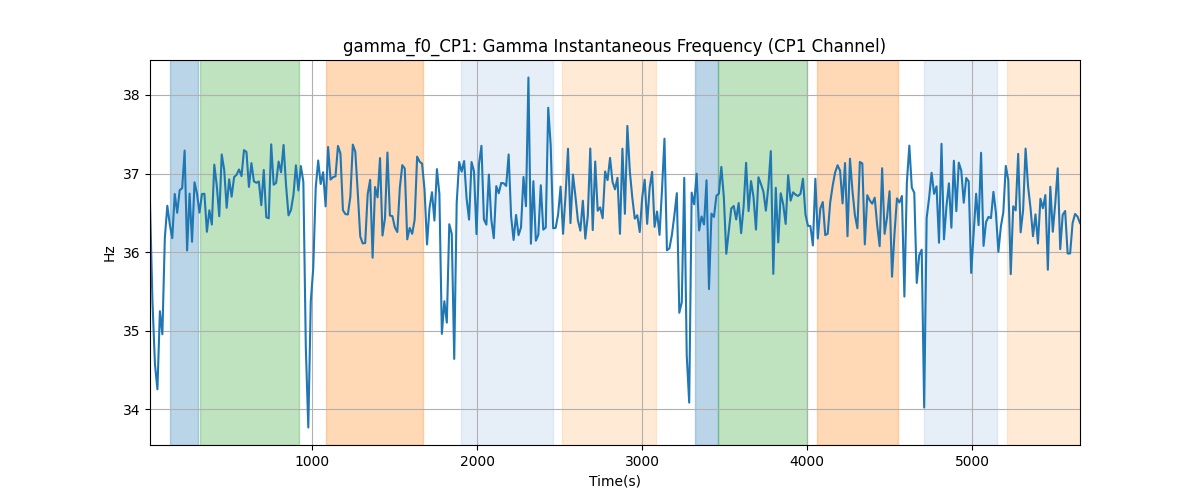 gamma_f0_CP1: Gamma Instantaneous Frequency (CP1 Channel)
38
37
36
35
34
Hz
1000 2000 3000 4000 5000
Time(s)